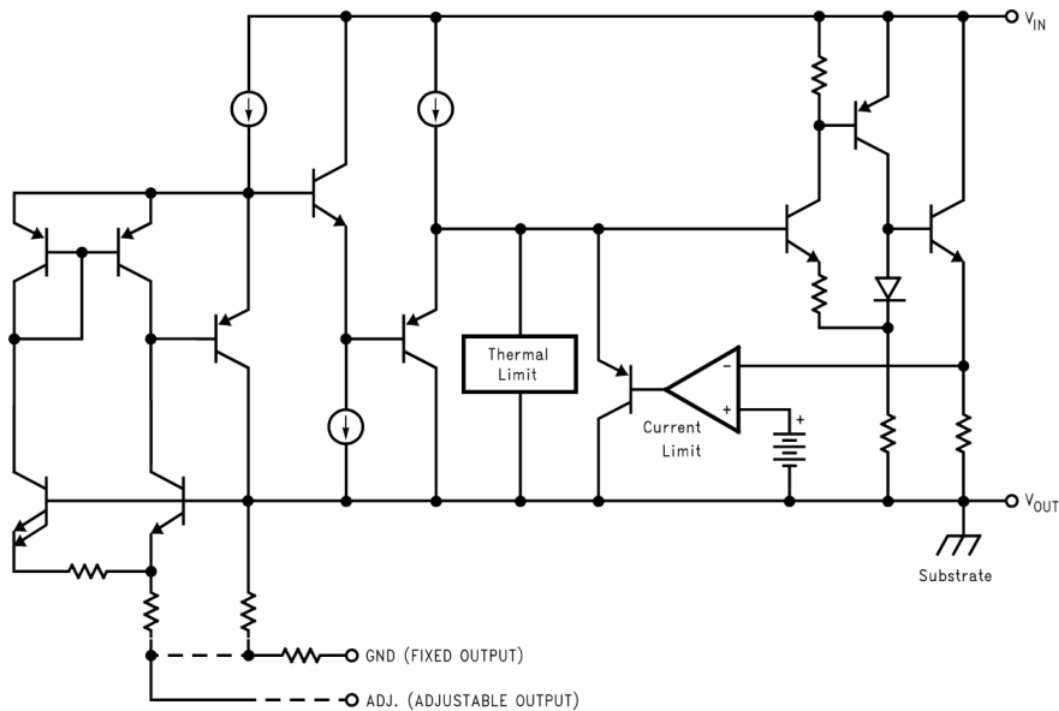 V_IN
Thermal
Limit
-
+
+
Current
Limit
V_OUT
Substrate
GND (FIXED OUTPUT)
ADJ. (ADJUSTABLE OUTPUT)